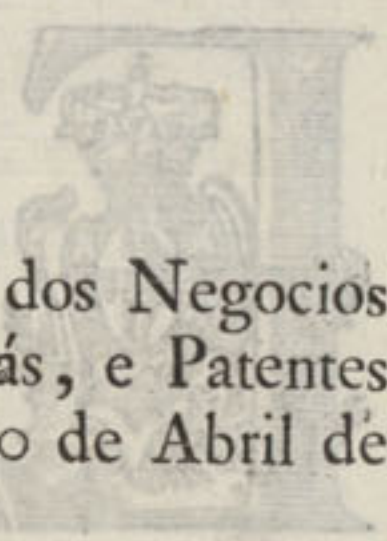 dos Negocios
ás, e Patentes
o de Abril de